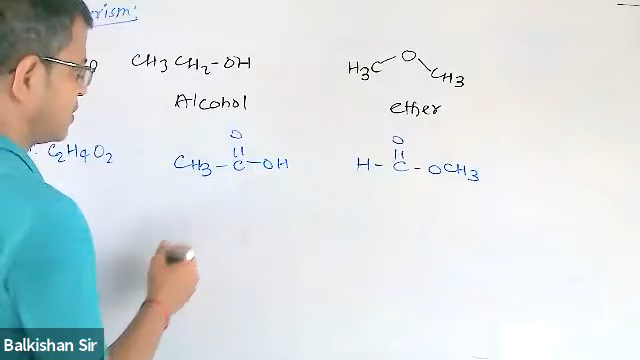 CH3 CH2-OH
H3C O CH3
Alcohol
ether
C2H4O2
CH3-C-OH
O
H-C-OCH3
O
Balkishan Sir